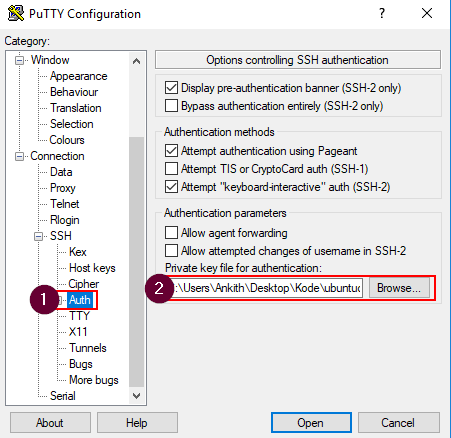 PuTTY Configuration
?
Category:
Window
Appearance
Behaviour
Translation
Selection
Colours
Connection
Data
Proxy
Telnet
Rlogin
SSH
Kex
Host keys
Cipher
1
Auth
TTY
X11
Tunnels
Bugs
More bugs
Serial
Options controlling SSH authentication
Display pre-authentication banner (SSH-2 only)
Bypass authentication entirely (SSH-2 only)
Authentication methods
Attempt authentication using Pageant
Attempt TIS or CryptoCard auth (SSH-1)
Attempt "keyboard-interactive" auth (SSH-2)
Authentication parameters
Allow agent forwarding
Allow attempted changes of username in SSH-2
Private key file for authentication:
2 :\Users\Ankith\Desktop\Kode\ubuntu Browse...
About Help Open Cancel